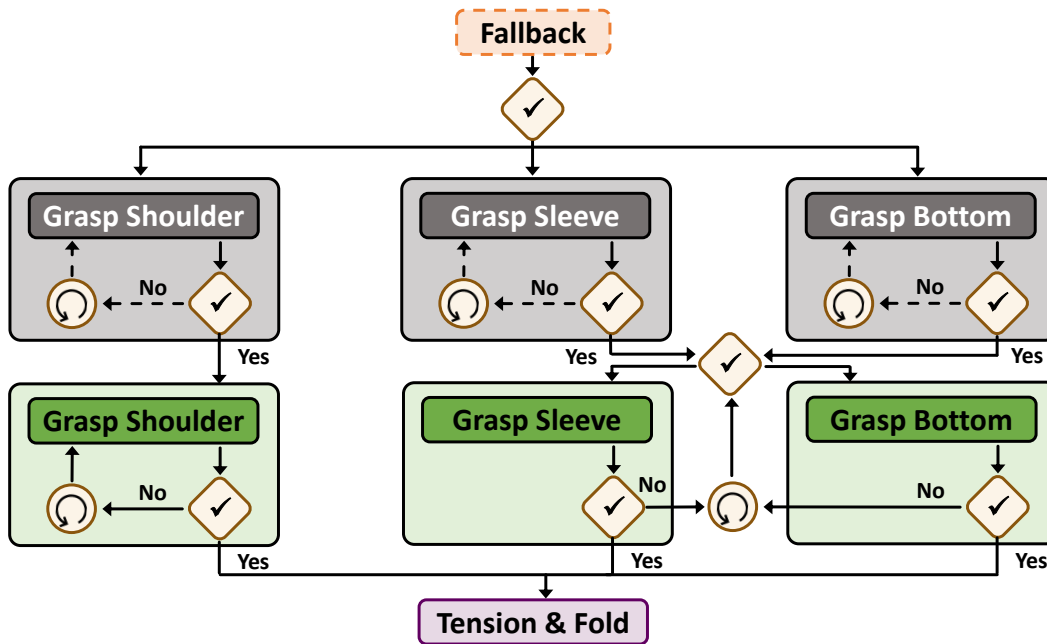 Fallback
Grasp Shoulder
Grasp Sleeve
Grasp Bottom
No
No
No
Yes
Yes
Yes
Grasp Shoulder
Grasp Sleeve
Grasp Bottom
No
No
No
Yes
Yes
Yes
Tension & Fold